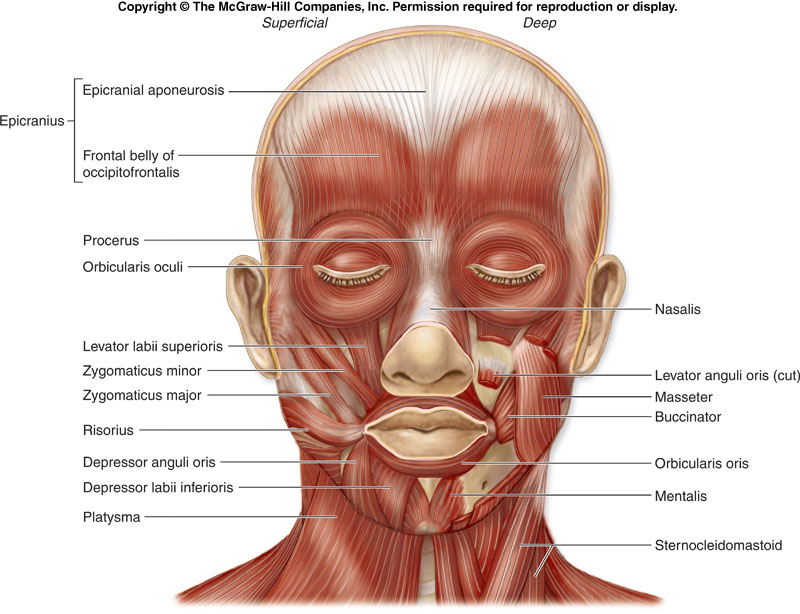 Copyright © The McGraw-Hill Companies, Inc. Permission required for reproduction or display.
Superficial
Deep
Epicranius
Epicranial aponeurosis
Frontal belly of
occipitofrontalis
Procerus
Orbicularis oculi
Levator labii superioris
Zygomaticus minor
Zygomaticus major
Risorius
Depressor anguli oris
Depressor labii inferioris
Platysma
Nasalis
Levator anguli oris (cut)
Masseter
Buccinator
Orbicularis oris
Mentalis
Sternocleidomastoid